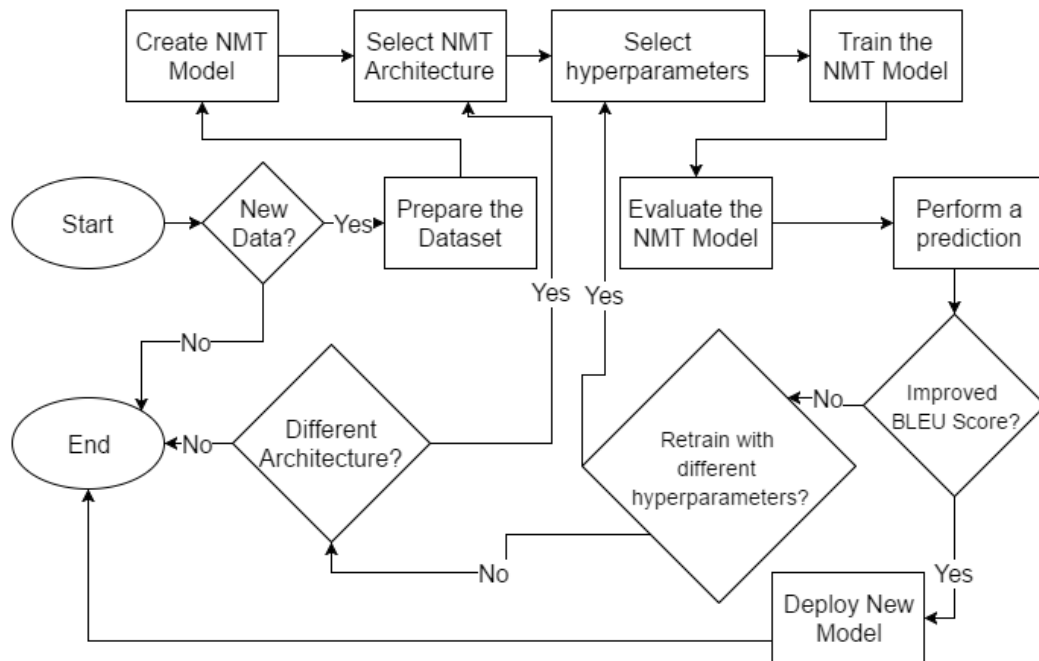 Create NMT
Model
Select NMT
Architecture
Select
hyperparameters
Train the
NMT Model
Start
New
Data?
Yes
Prepare the
Dataset
Evaluate the
NMT Model
Perform a
prediction
Yes
Yes
No
Improved
BLEU Score?
No
Retrain with
different
hyperparameters?
Different
Architecture?
No
End
No
Yes
Deploy New
Model